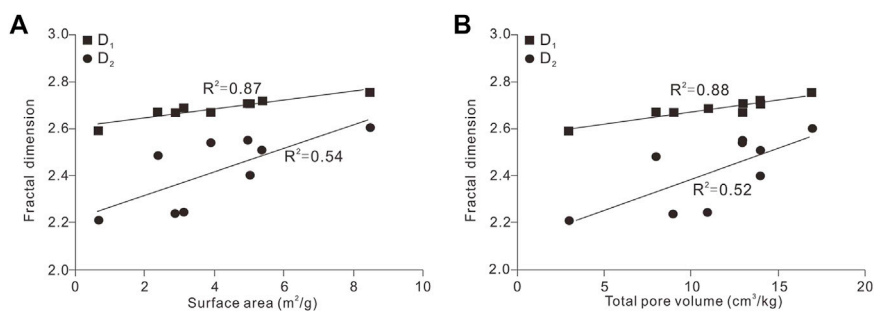 A
Fractal dimension
3.0
2.8
2.6
2.4
2.2
2.0
D₁
D₂
R²=0.87
R²=0.54
0
2
4
6
8
10
Surface area (m²/g)
B
Fractal dimension
3.0
2.8
2.6
2.4
2.2
2.0
D₁
D₂
R²=0.88
R²=0.52
0
5
10
15
20
Total pore volume (cm³/kg)